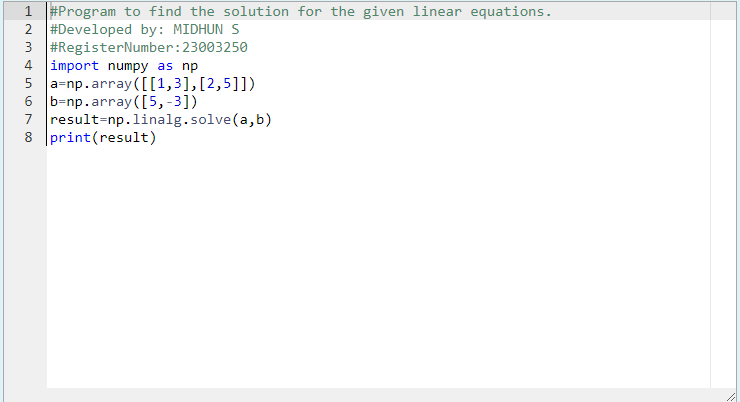 1 #Program to find the solution for the given linear equations.
2 #Developed by: MIDHUN S
3 #RegisterNumber:23003250
4 import numpy as np
5 a=np.array([[1,3],[2,5]])
6 b=np.array([5,-3])
7 result=np.linalg.solve(a,b)
8 print(result)